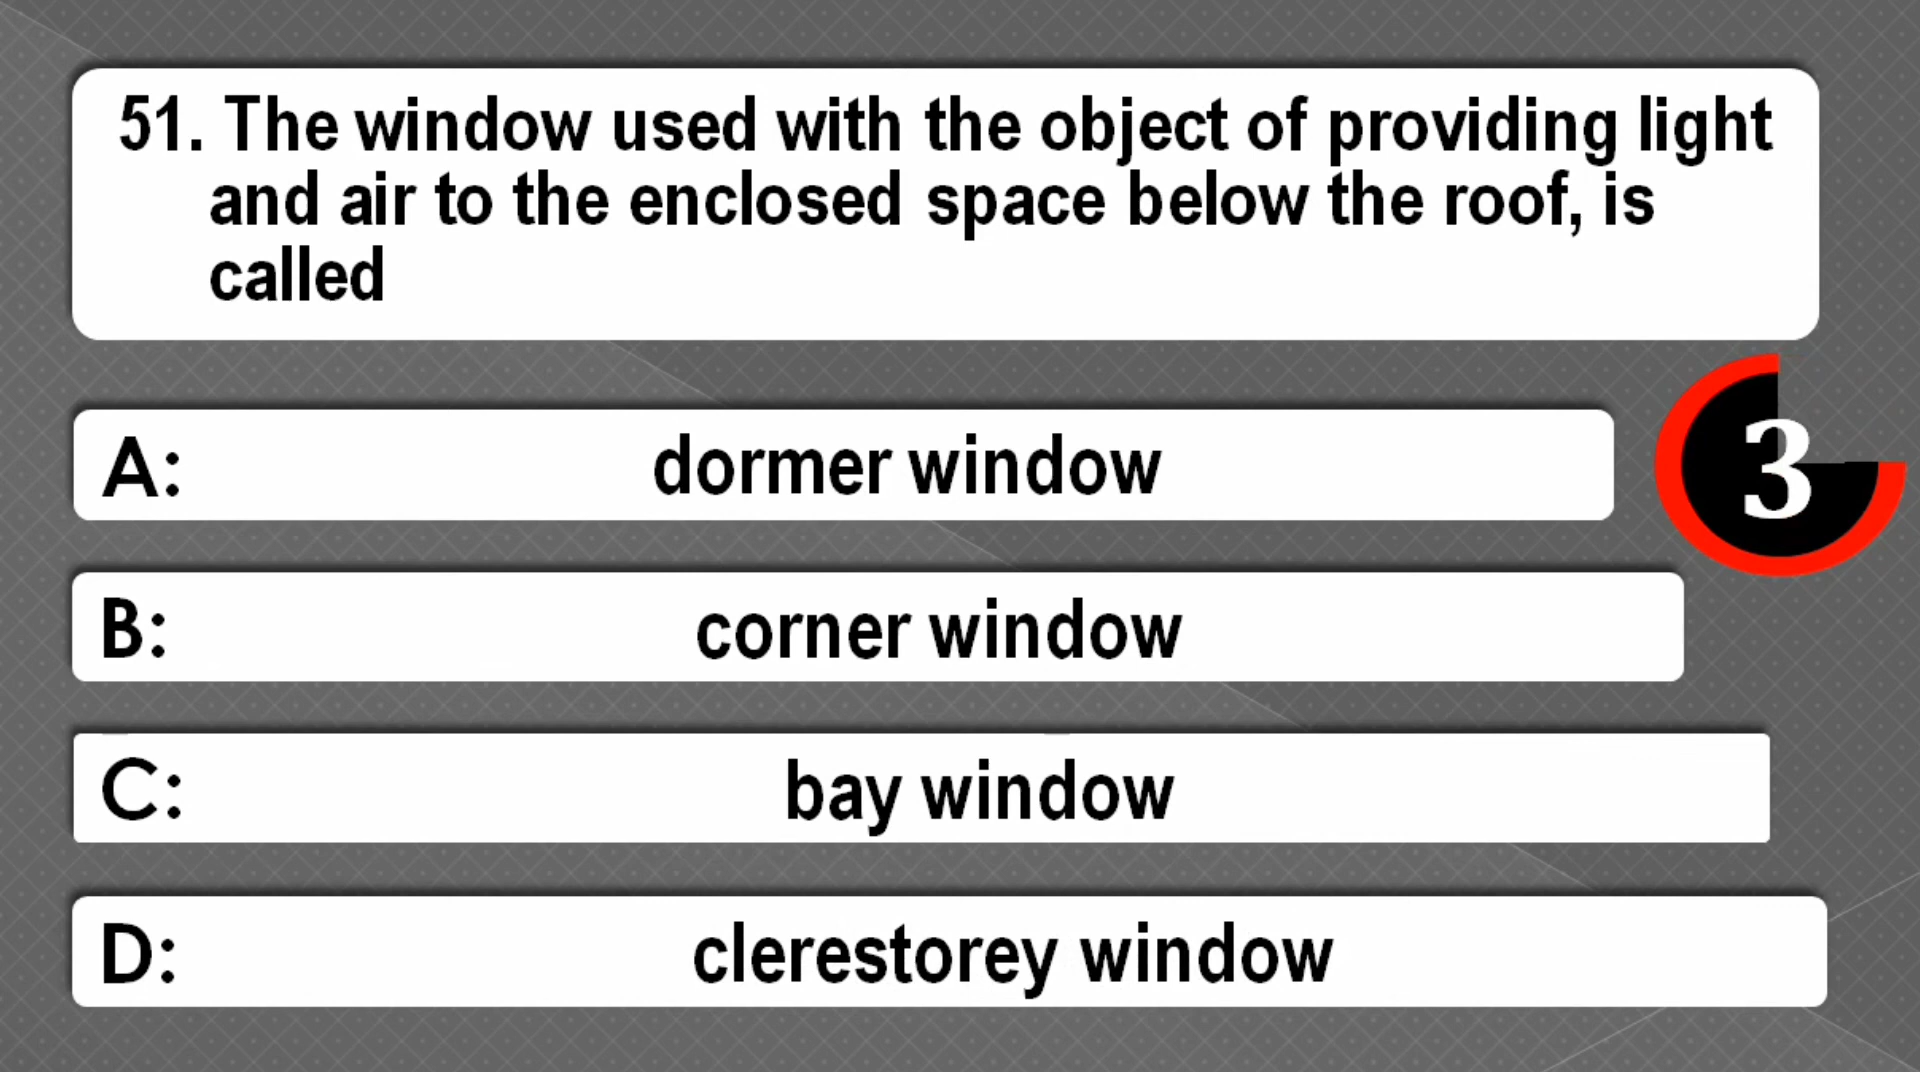 51. The window used with the object of providing light
and air to the enclosed space below the roof, is
called
A: dormer window
3
B: corner window
C: bay window
D: clerestorey window